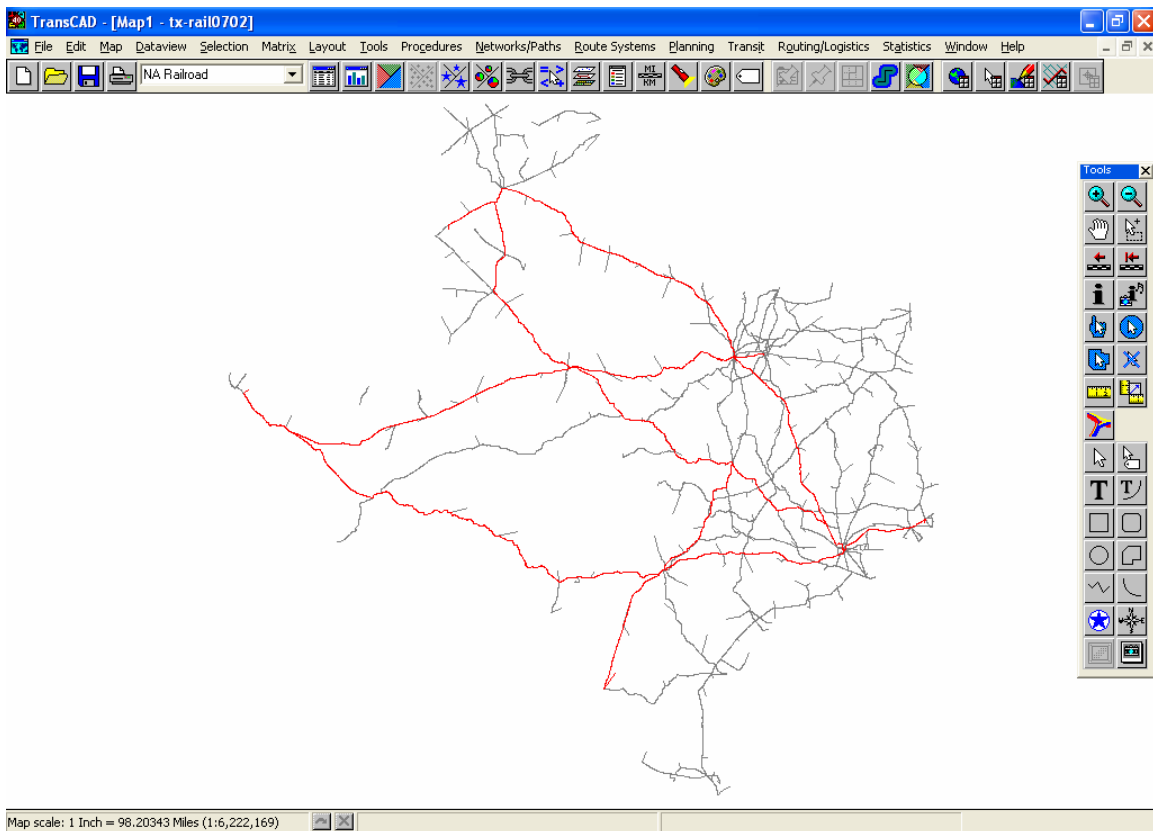 TransCAD - [Map1 - tx-rail0702]
File Edit Map Dataview Selection Matrix Layout Tools Procedures Networks/Paths Route Systems Planning Transit Routing/Logistics Statistics Window Help
NA Railroad
MI
KM
Tools
T T
Map scale: 1 Inch = 98.20343 Miles (1:6,222,169)